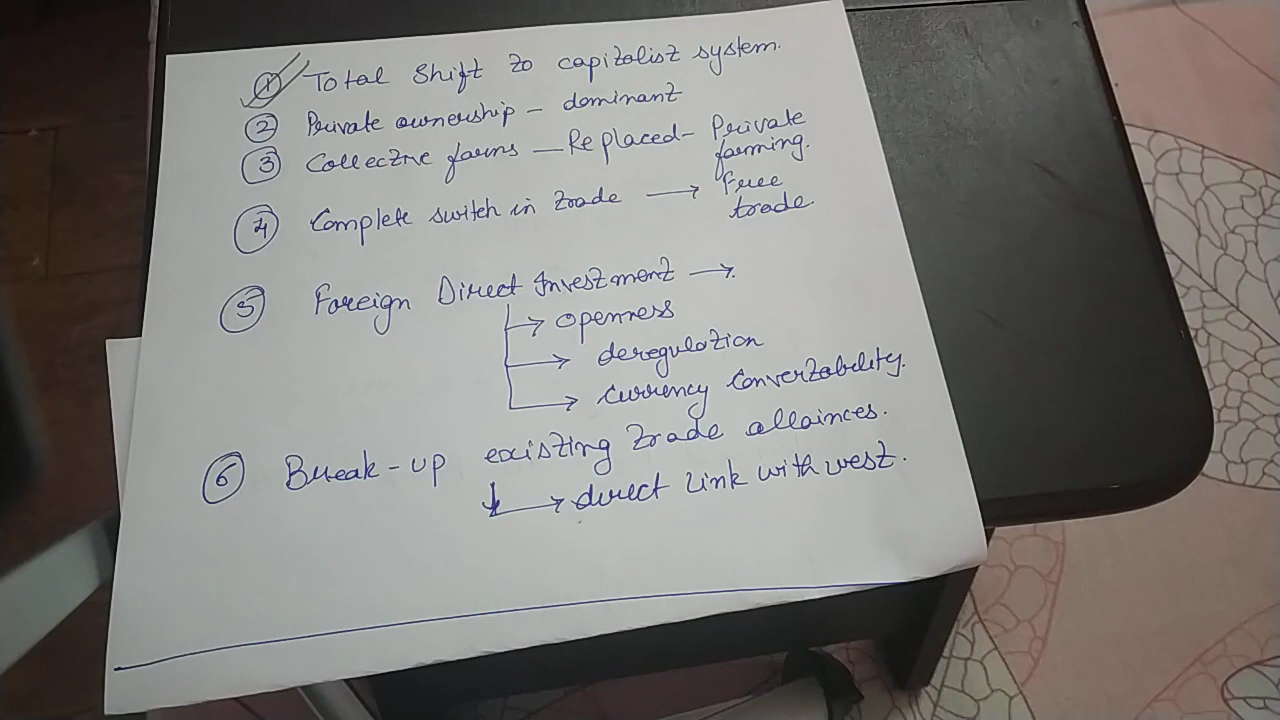 ① Total Shift to capitalist system.
② Private ownership - dominant
③ Collective farms — Replaced - Private
farming.
④ Complete switch in trade → Free
trade.
⑤ Foreign Direct Investment →
→ openness
→ deregulation
→ currency Convertability.
⑥ Break-up existing trade allainces.
→ direct link with west.